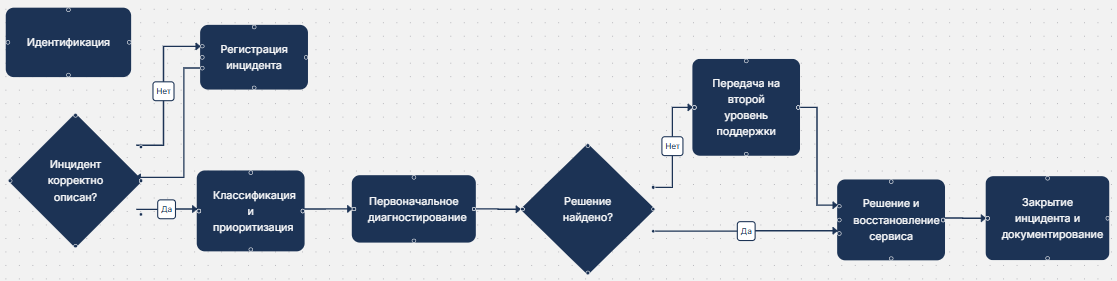 Идентификация
Регистрация
инцидента
Нет
Инцидент
корректно
описан?
Да
Классификация
и
приоритизация
Первоначальное
диагностирование
Решение
найдено?
Нет
Передача на
второй
уровень
поддержки
Да
Решение и
восстановление
сервиса
Закрытие
инцидента и
документирование